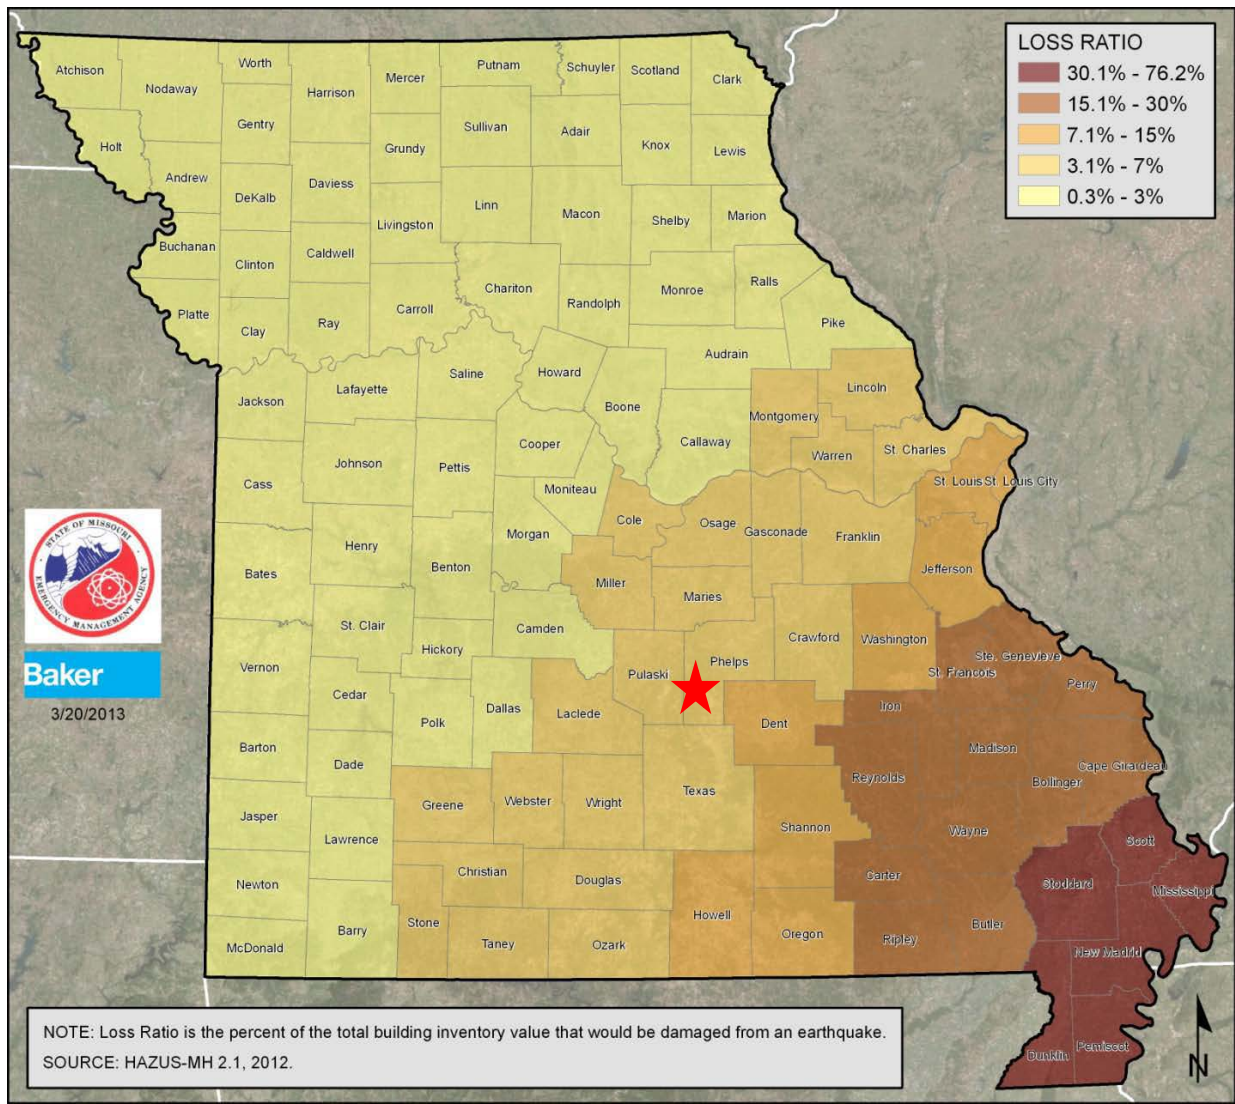 LOSS RATIO
30.1% - 76.2%
15.1% - 30%
7.1% - 15%
3.1% - 7%
0.3% - 3%
Atchison
Nodaway
Worth
Harrison
Mercer
Putnam
Schuyler
Scotland
Clark
Holt
Andrew
Gentry
DeKalb
Daviess
Grundy
Sullivan
Adair
Knox
Lewis
Livingston
Linn
Macon
Shelby
Marion
Buchanan
Clinton
Caldwell
Chariton
Randolph
Monroe
Ralls
Platte
Clay
Ray
Carroll
Pike
Audrain
Jackson
Lafayette
Saline
Howard
Boone
Callaway
Montgomery
Lincoln
Warren
St. Charles
Cass
Johnson
Pettis
Cooper
Moniteau
St. Louis
St. Louis City
Cole
Osage
Gasconade
Franklin
Jefferson
Bates
Henry
Benton
Morgan
Miller
Maries
St. Clair
Hickory
Camden
Pulaski
Phelps
Crawford
Washington
Ste. Genevieve
St. Francois
Perry
Vernon
Cedar
Polk
Dallas
Laclede
Dent
Iron
Madison
Cape Girardeau
Bollinger
Barton
Dade
Greene
Webster
Wright
Texas
Reynolds
Shannon
Wayne
Scott
Jasper
Lawrence
Christian
Douglas
Carter
Stoddard
Mississippi
Newton
Barry
Stone
Taney
Ozark
Howell
Oregon
Ripley
Butler
New Madrid
McDonald
Dunklin
Pemiscot
STATE OF MISSOURI
EMERGENCY MANAGEMENT AGENCY
Baker
3/20/2013
NOTE: Loss Ratio is the percent of the total building inventory value that would be damaged from an earthquake.
SOURCE: HAZUS-MH 2.1, 2012.
N